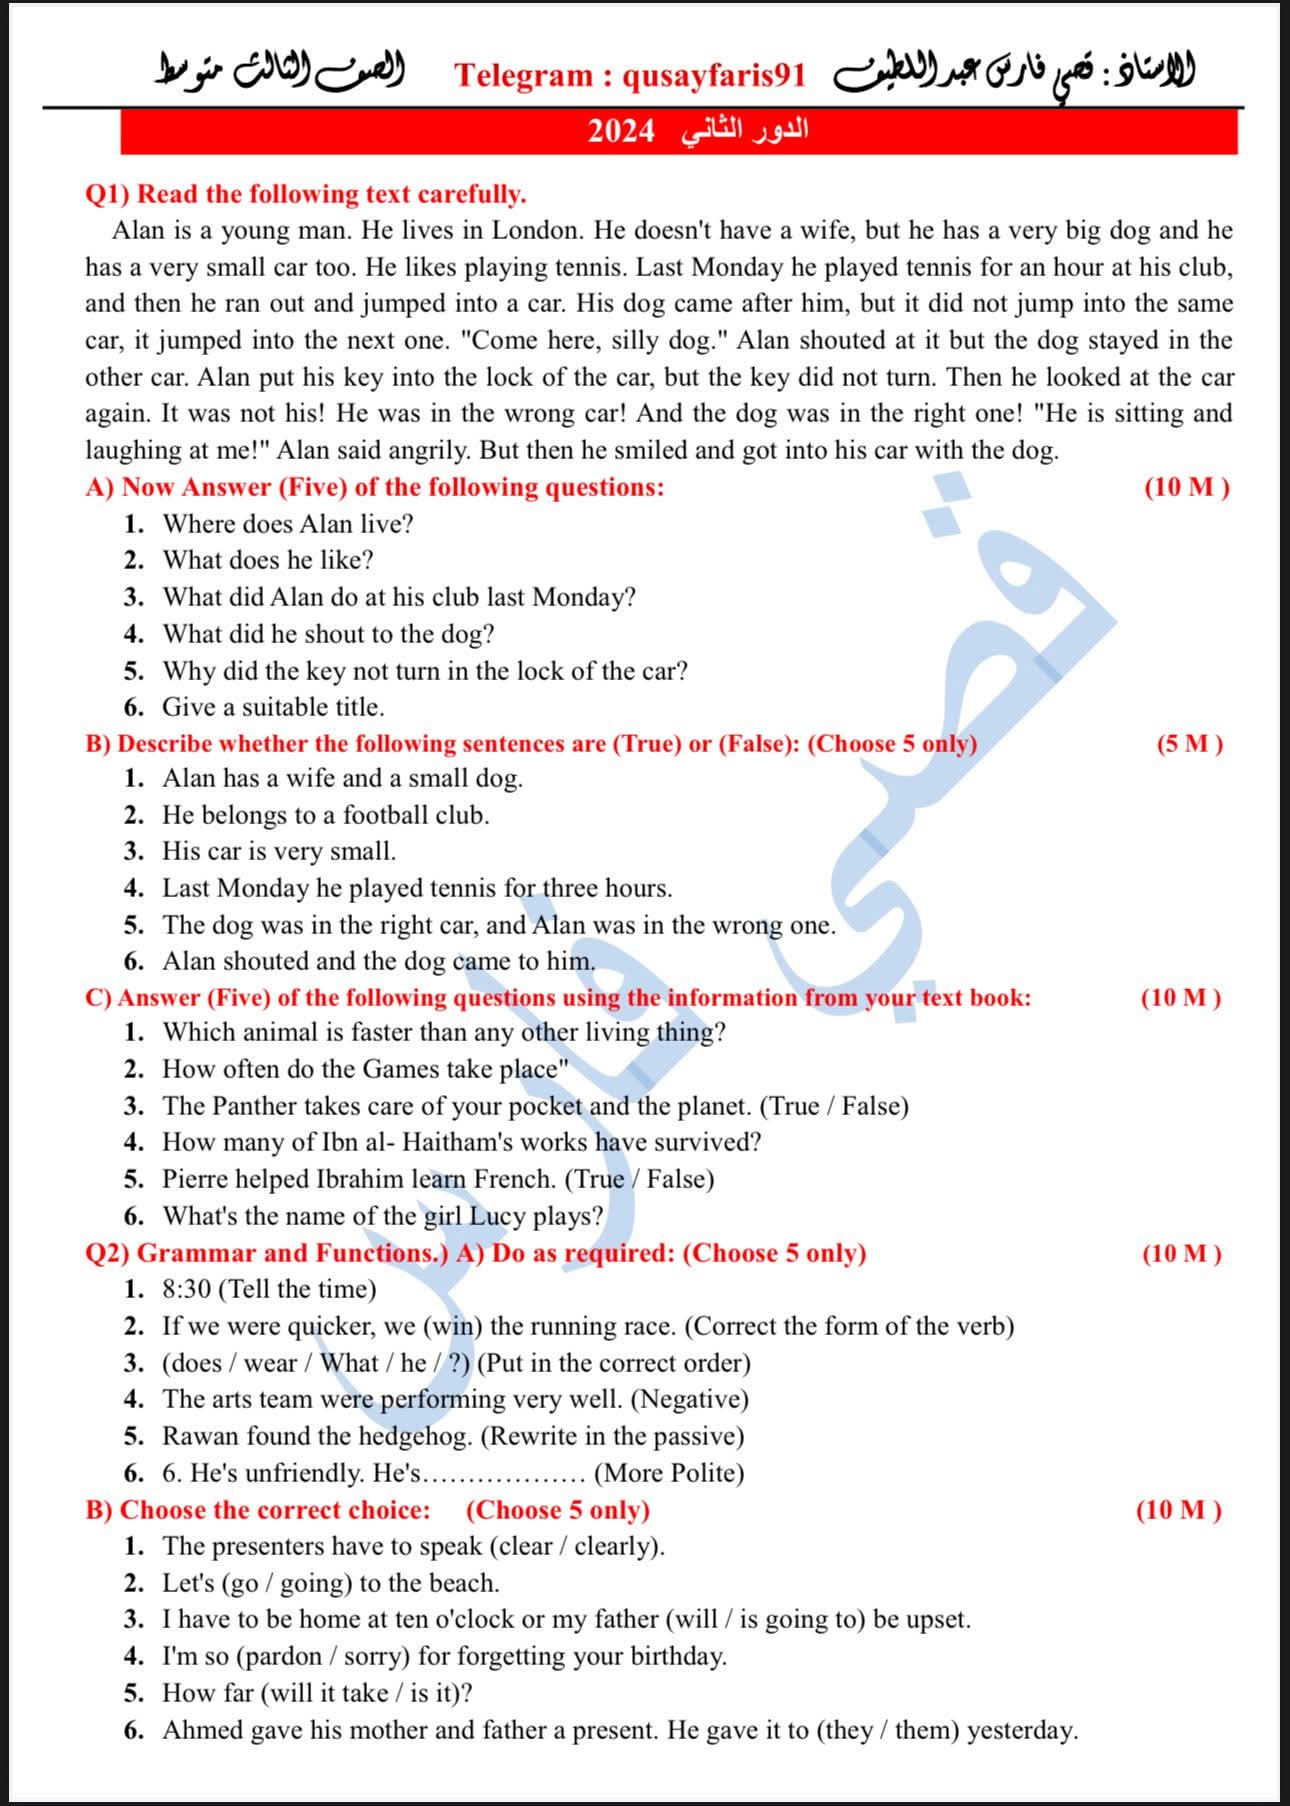 الاستاذ : قصي فارس عبد اللطيف Telegram : qusayfaris91 الصف الثالث متوسط
الدور الثاني 2024
Q1) Read the following text carefully.
Alan is a young man. He lives in London. He doesn't have a wife, but he has a very big dog and he
has a very small car too. He likes playing tennis. Last Monday he played tennis for an hour at his club,
and then he ran out and jumped into a car. His dog came after him, but it did not jump into the same
car, it jumped into the next one. "Come here, silly dog." Alan shouted at it but the dog stayed in the
other car. Alan put his key into the lock of the car, but the key did not turn. Then he looked at the car
again. It was not his! He was in the wrong car! And the dog was in the right one! "He is sitting and
laughing at me!" Alan said angrily. But then he smiled and got into his car with the dog.
A) Now Answer (Five) of the following questions: (10 M )
1. Where does Alan live?
2. What does he like?
3. What did Alan do at his club last Monday?
4. What did he shout to the dog?
5. Why did the key not turn in the lock of the car?
6. Give a suitable title.
B) Describe whether the following sentences are (True) or (False): (Choose 5 only) (5 M )
1. Alan has a wife and a small dog.
2. He belongs to a football club.
3. His car is very small.
4. Last Monday he played tennis for three hours.
5. The dog was in the right car, and Alan was in the wrong one.
6. Alan shouted and the dog came to him.
C) Answer (Five) of the following questions using the information from your text book: (10 M )
1. Which animal is faster than any other living thing?
2. How often do the Games take place"
3. The Panther takes care of your pocket and the planet. (True / False)
4. How many of Ibn al- Haitham's works have survived?
5. Pierre helped Ibrahim learn French. (True / False)
6. What's the name of the girl Lucy plays?
Q2) Grammar and Functions.) A) Do as required: (Choose 5 only) (10 M )
1. 8:30 (Tell the time)
2. If we were quicker, we (win) the running race. (Correct the form of the verb)
3. (does / wear / What / he / ?) (Put in the correct order)
4. The arts team were performing very well. (Negative)
5. Rawan found the hedgehog. (Rewrite in the passive)
6. 6. He's unfriendly. He's.................. (More Polite)
B) Choose the correct choice: (Choose 5 only) (10 M )
1. The presenters have to speak (clear / clearly).
2. Let's (go / going) to the beach.
3. I have to be home at ten o'clock or my father (will / is going to) be upset.
4. I'm so (pardon / sorry) for forgetting your birthday.
5. How far (will it take / is it)?
6. Ahmed gave his mother and father a present. He gave it to (they / them) yesterday.
قصي فارس